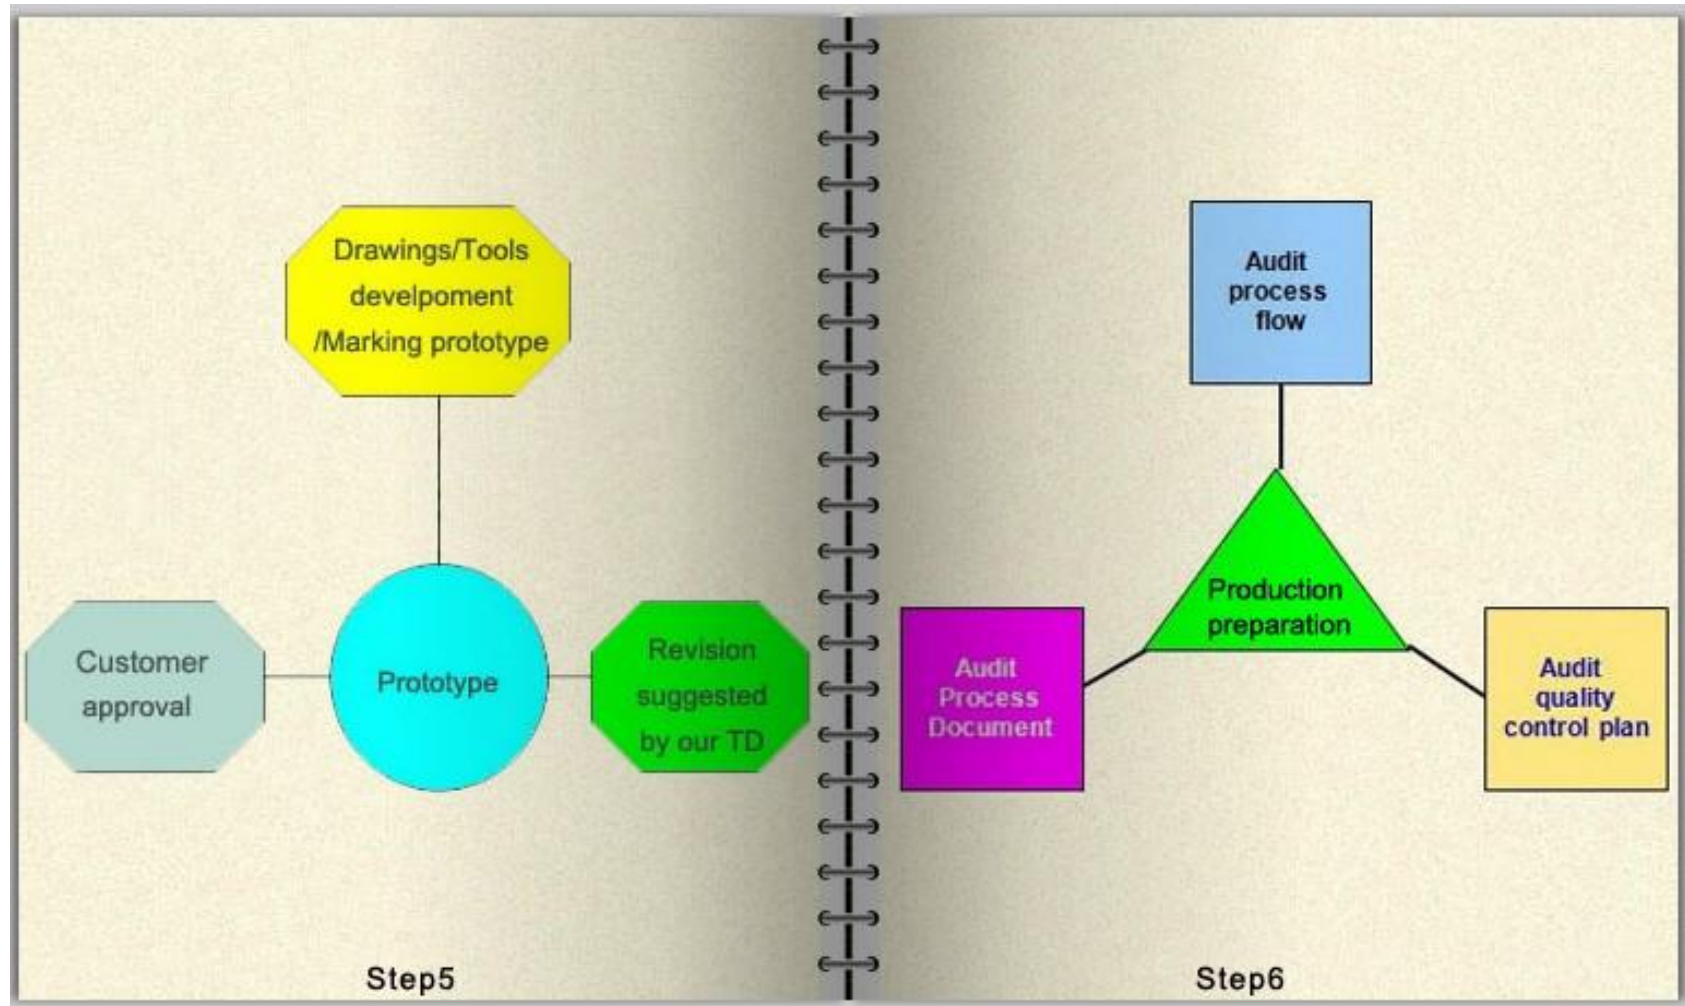 Drawings/Tools
develpoment
/Marking prototype
Customer
approval
Prototype
Revision
suggested
by our TD
Step5
Audit
process
flow
Production
preparation
Audit
Process
Document
Audit
quality
control plan
Step6